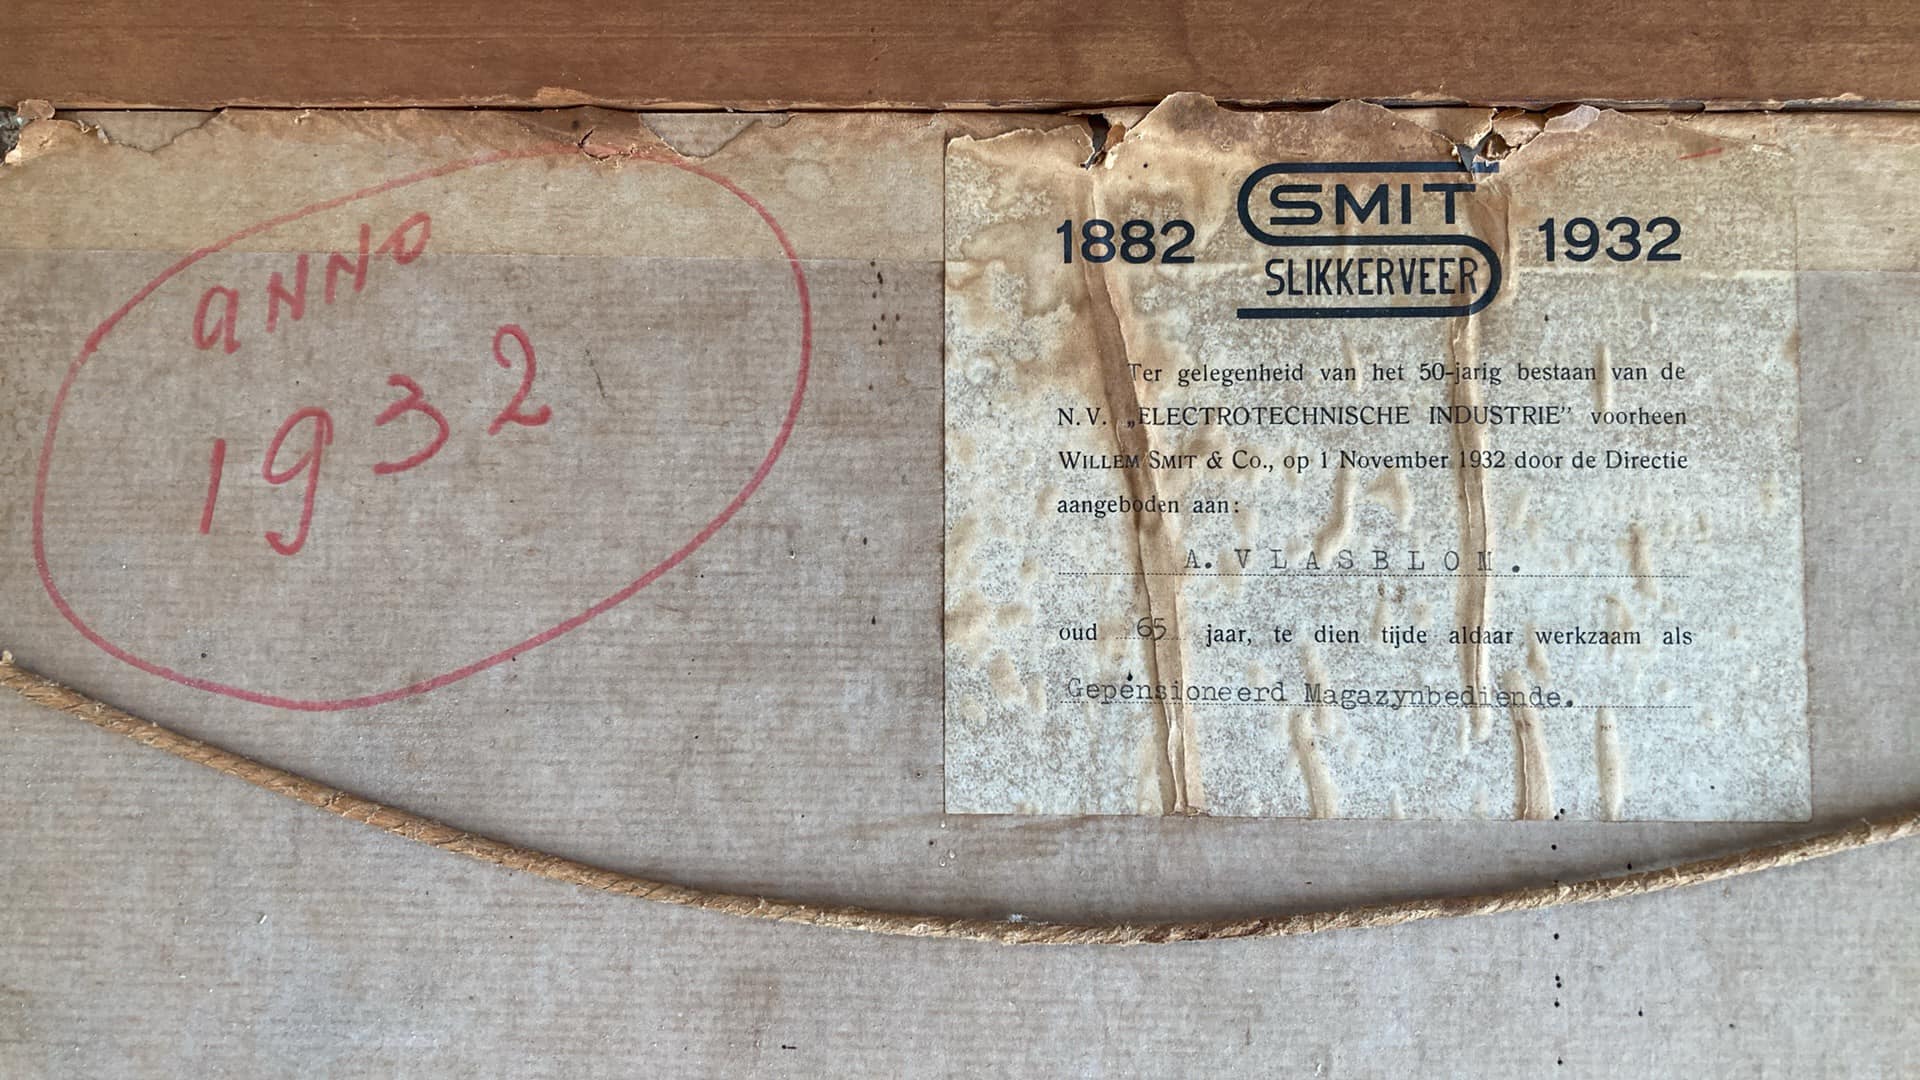 aNNO
1932
1882 SMIT SLIKKERVEER 1932
Ter gelegenheid van het 50-jarig bestaan van de
N.V. „ELECTROTECHNISCHE INDUSTRIE” voorheen
WILLEM SMIT & Co., op 1 November 1932 door de Directie
aangeboden aan:
A. VLASBLOM.
oud 65 jaar, te dien tijde aldaar werkzaam als
Gepensioneerd Magazynbediende.